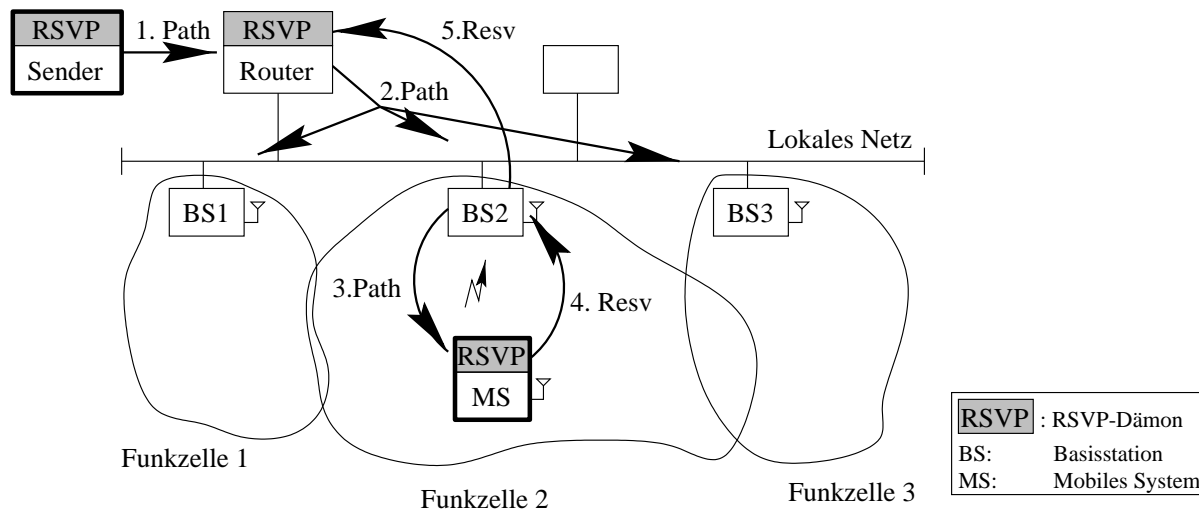 RSVP
Sender
1. Path
RSVP
Router
5.Resv
2.Path
Lokales Netz
BS1
BS2
BS3
3.Path
4. Resv
RSVP
MS
Funkzelle 1
Funkzelle 2
Funkzelle 3
RSVP : RSVP-Dämon
BS: Basisstation
MS: Mobiles System